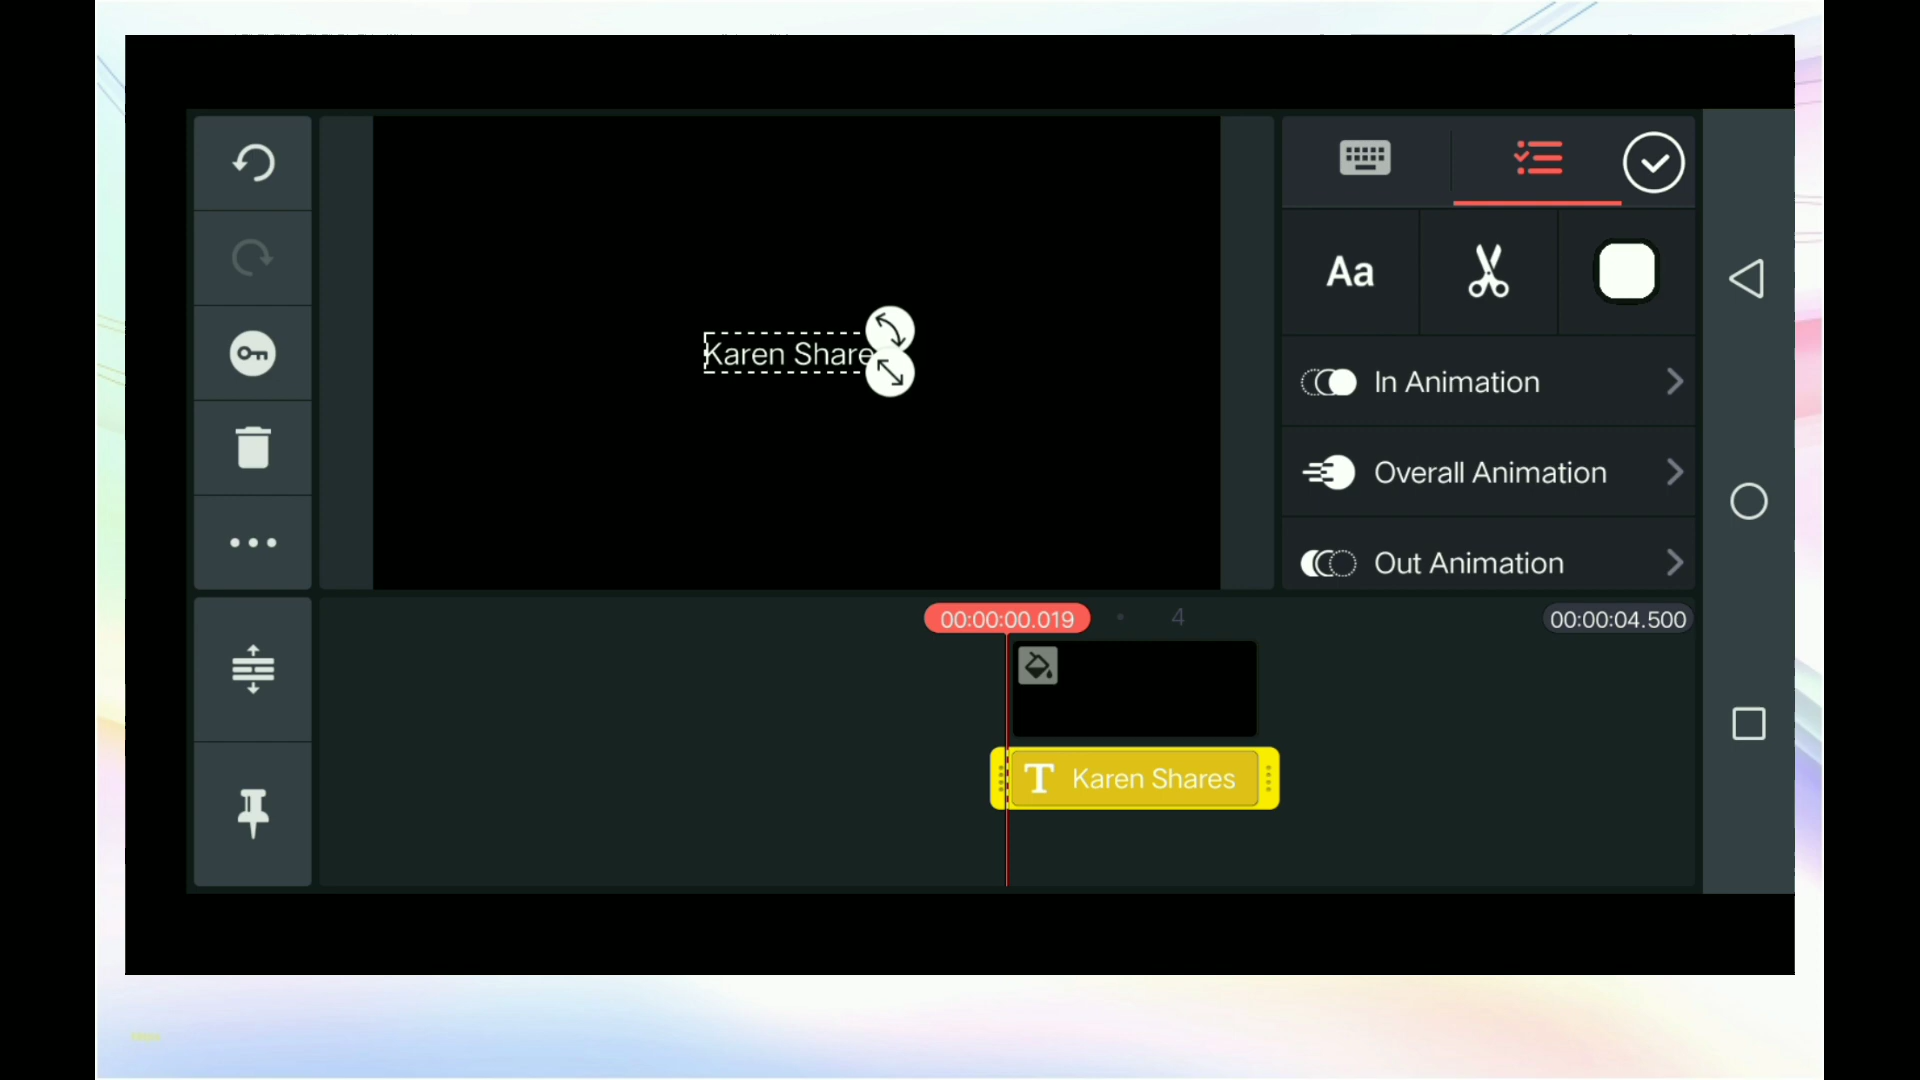 Karen Share
Aa
In Animation
Overall Animation
Out Animation
00:00:00.019
4
00:00:04.500
T Karen Shares